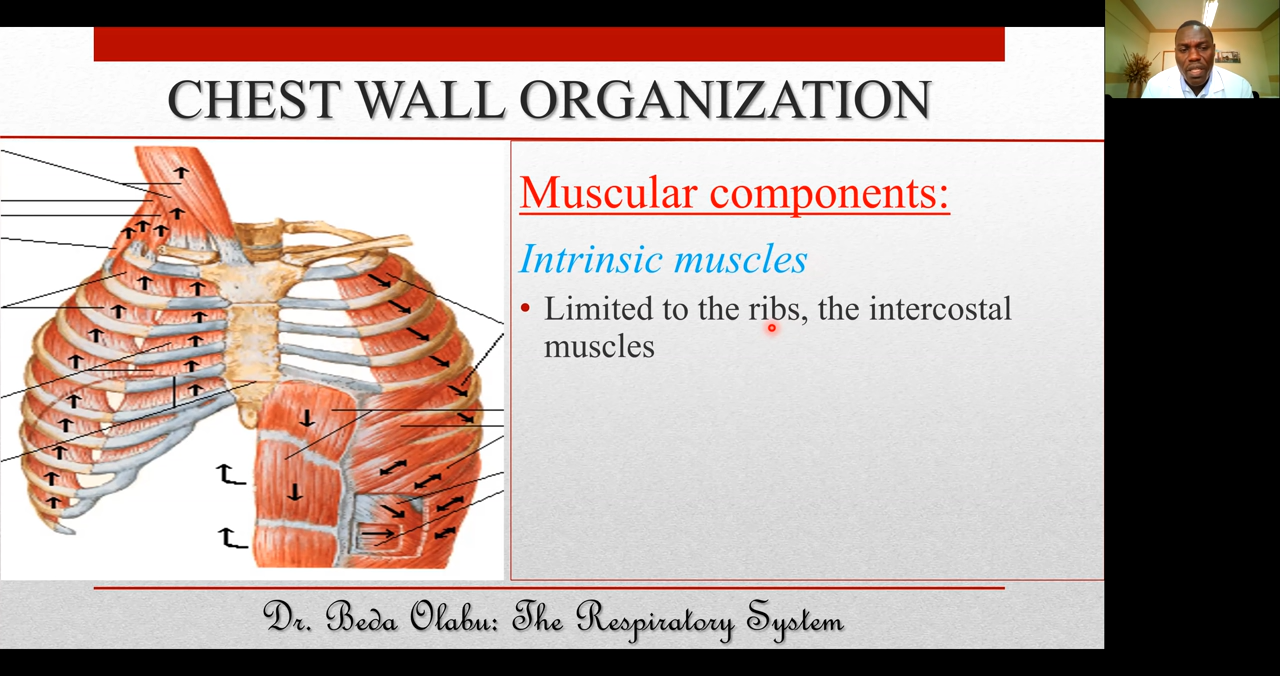 CHEST WALL ORGANIZATION
Muscular components:
Intrinsic muscles
• Limited to the ribs, the intercostal
muscles
Dr. Beda Olabu: The Respiratory System